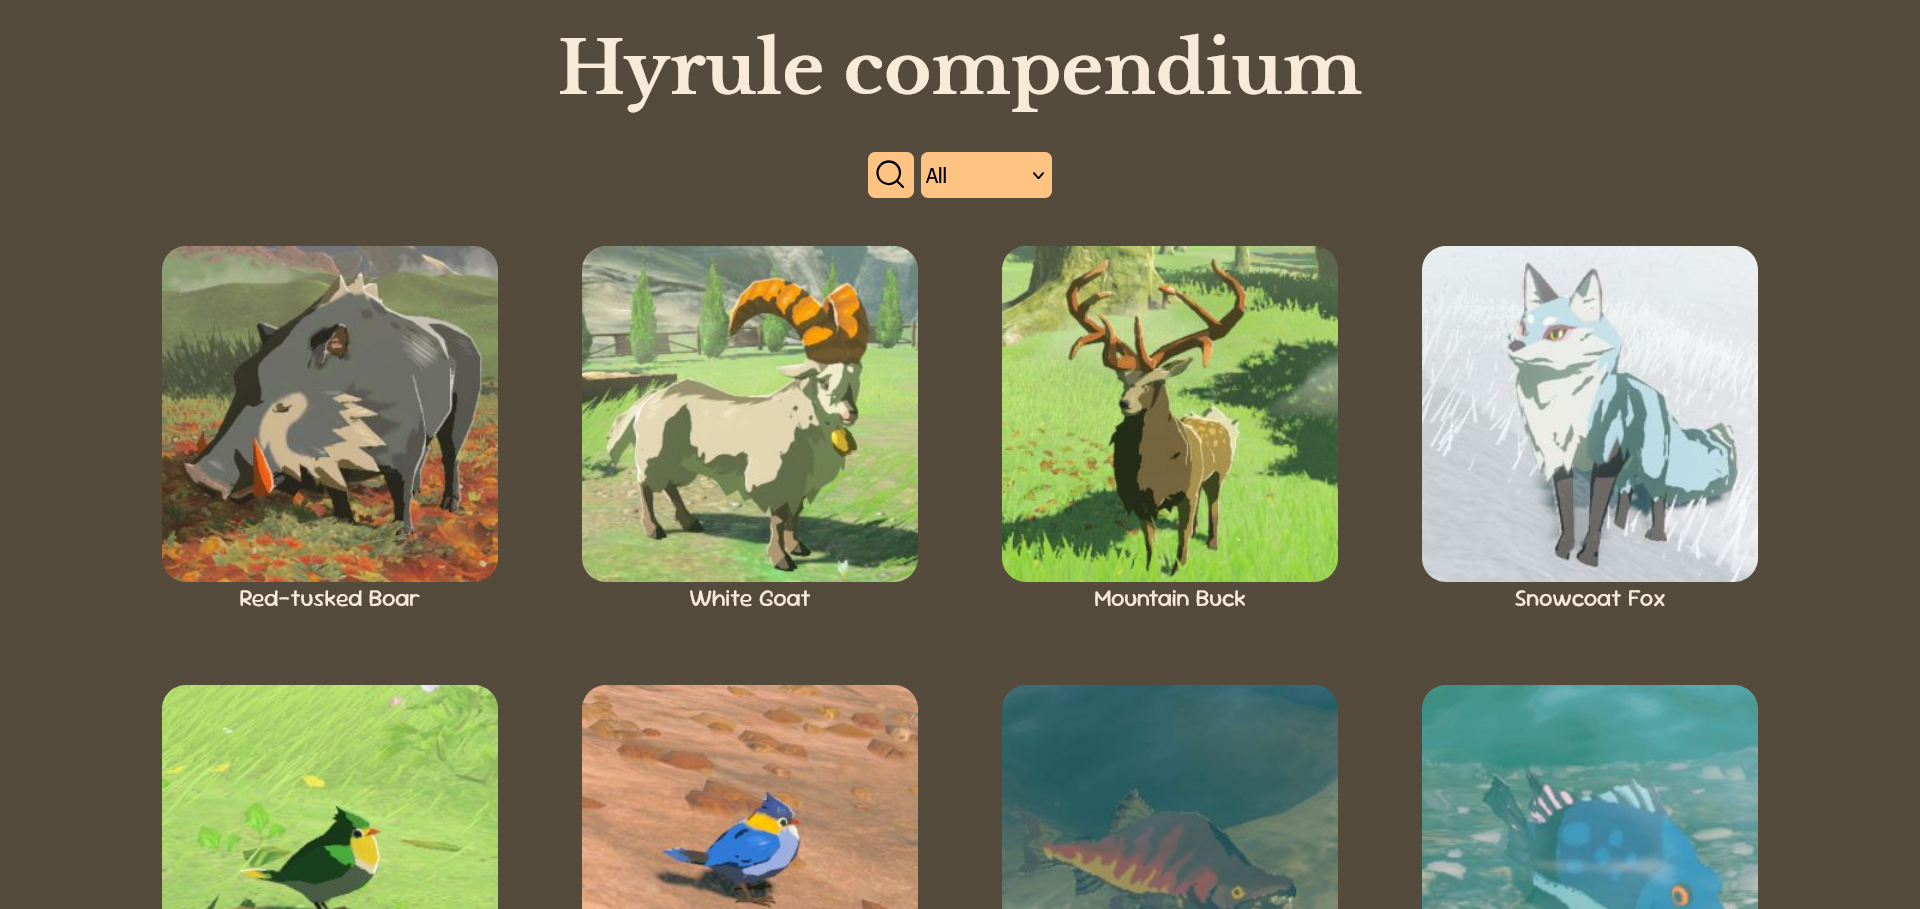 Hyrule compendium
All
Red-tusked Boar
White Goat
Mountain Buck
Snowcoat Fox